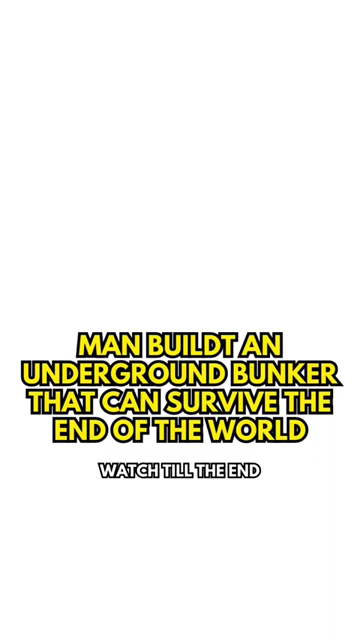 MAN BUILDT AN
UNDERGROUND BUNKER
THAT CAN SURVIVE THE
END OF THE WORLD
WATCH TILL THE END